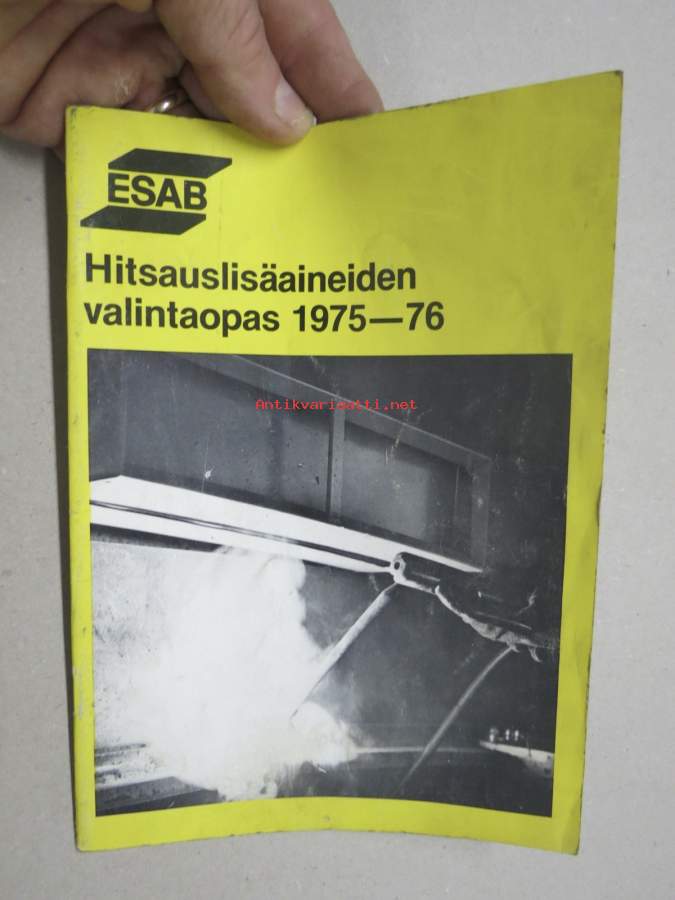 ESAB
Hitsauslisäaineiden
valintaopas 1975—76
Antikvariaatti.net